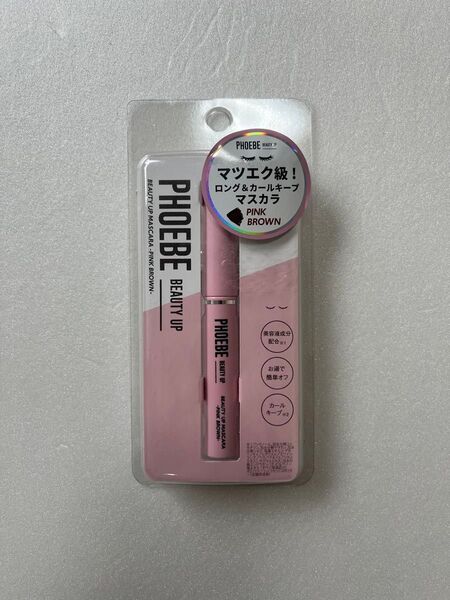 PHOEBE BEAUTY UP
マツエク級！
ロング＆カールキープ
マスカラ
PINK
BROWN
PHOEBE BEAUTY UP
BEAUTY UP MASCARA -PINK BROWN-
PHOEBE BEAUTY UP
BEAUTY UP MASCARA
-PINK BROWN-
美容液成分
配合※1
お湯で
簡単オフ
カール
キープ※2